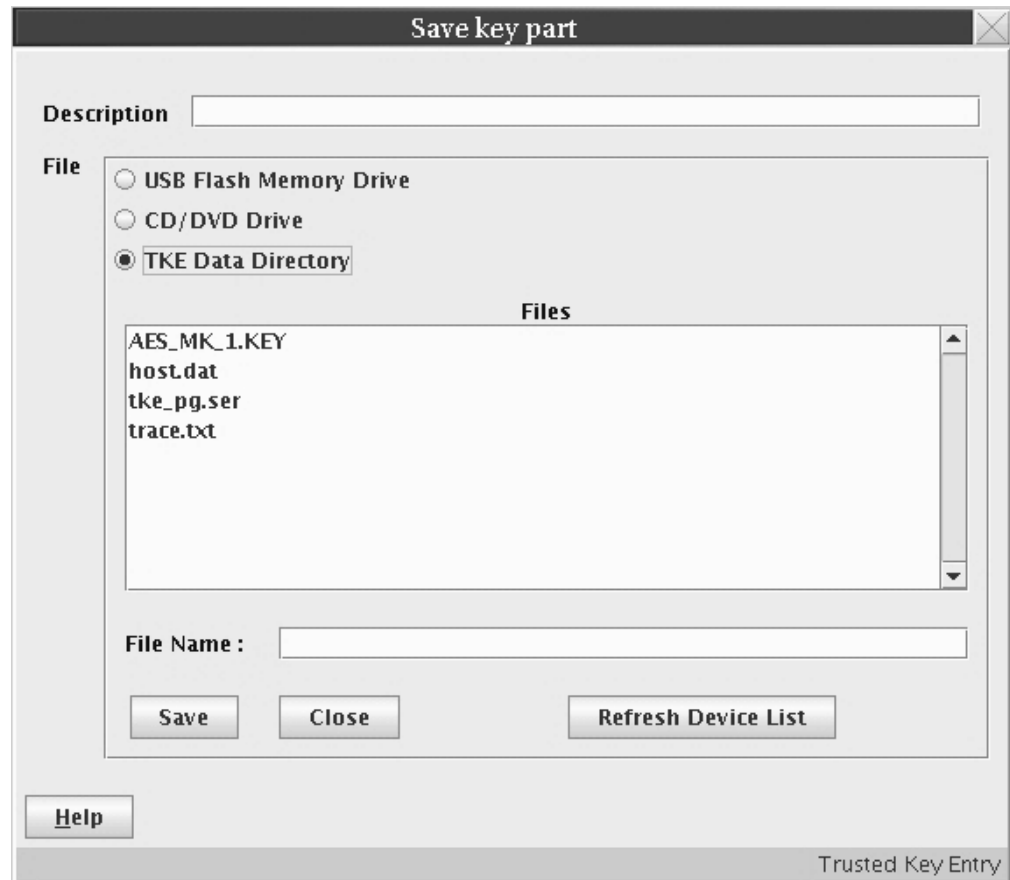 Save key part
Description
File
USB Flash Memory Drive
CD/DVD Drive
TKE Data Directory
Files
AES_MK_1.KEY
host.dat
tke_pg.ser
trace.txt
File Name :
Save Close Refresh Device List
Help
Trusted Key Entry